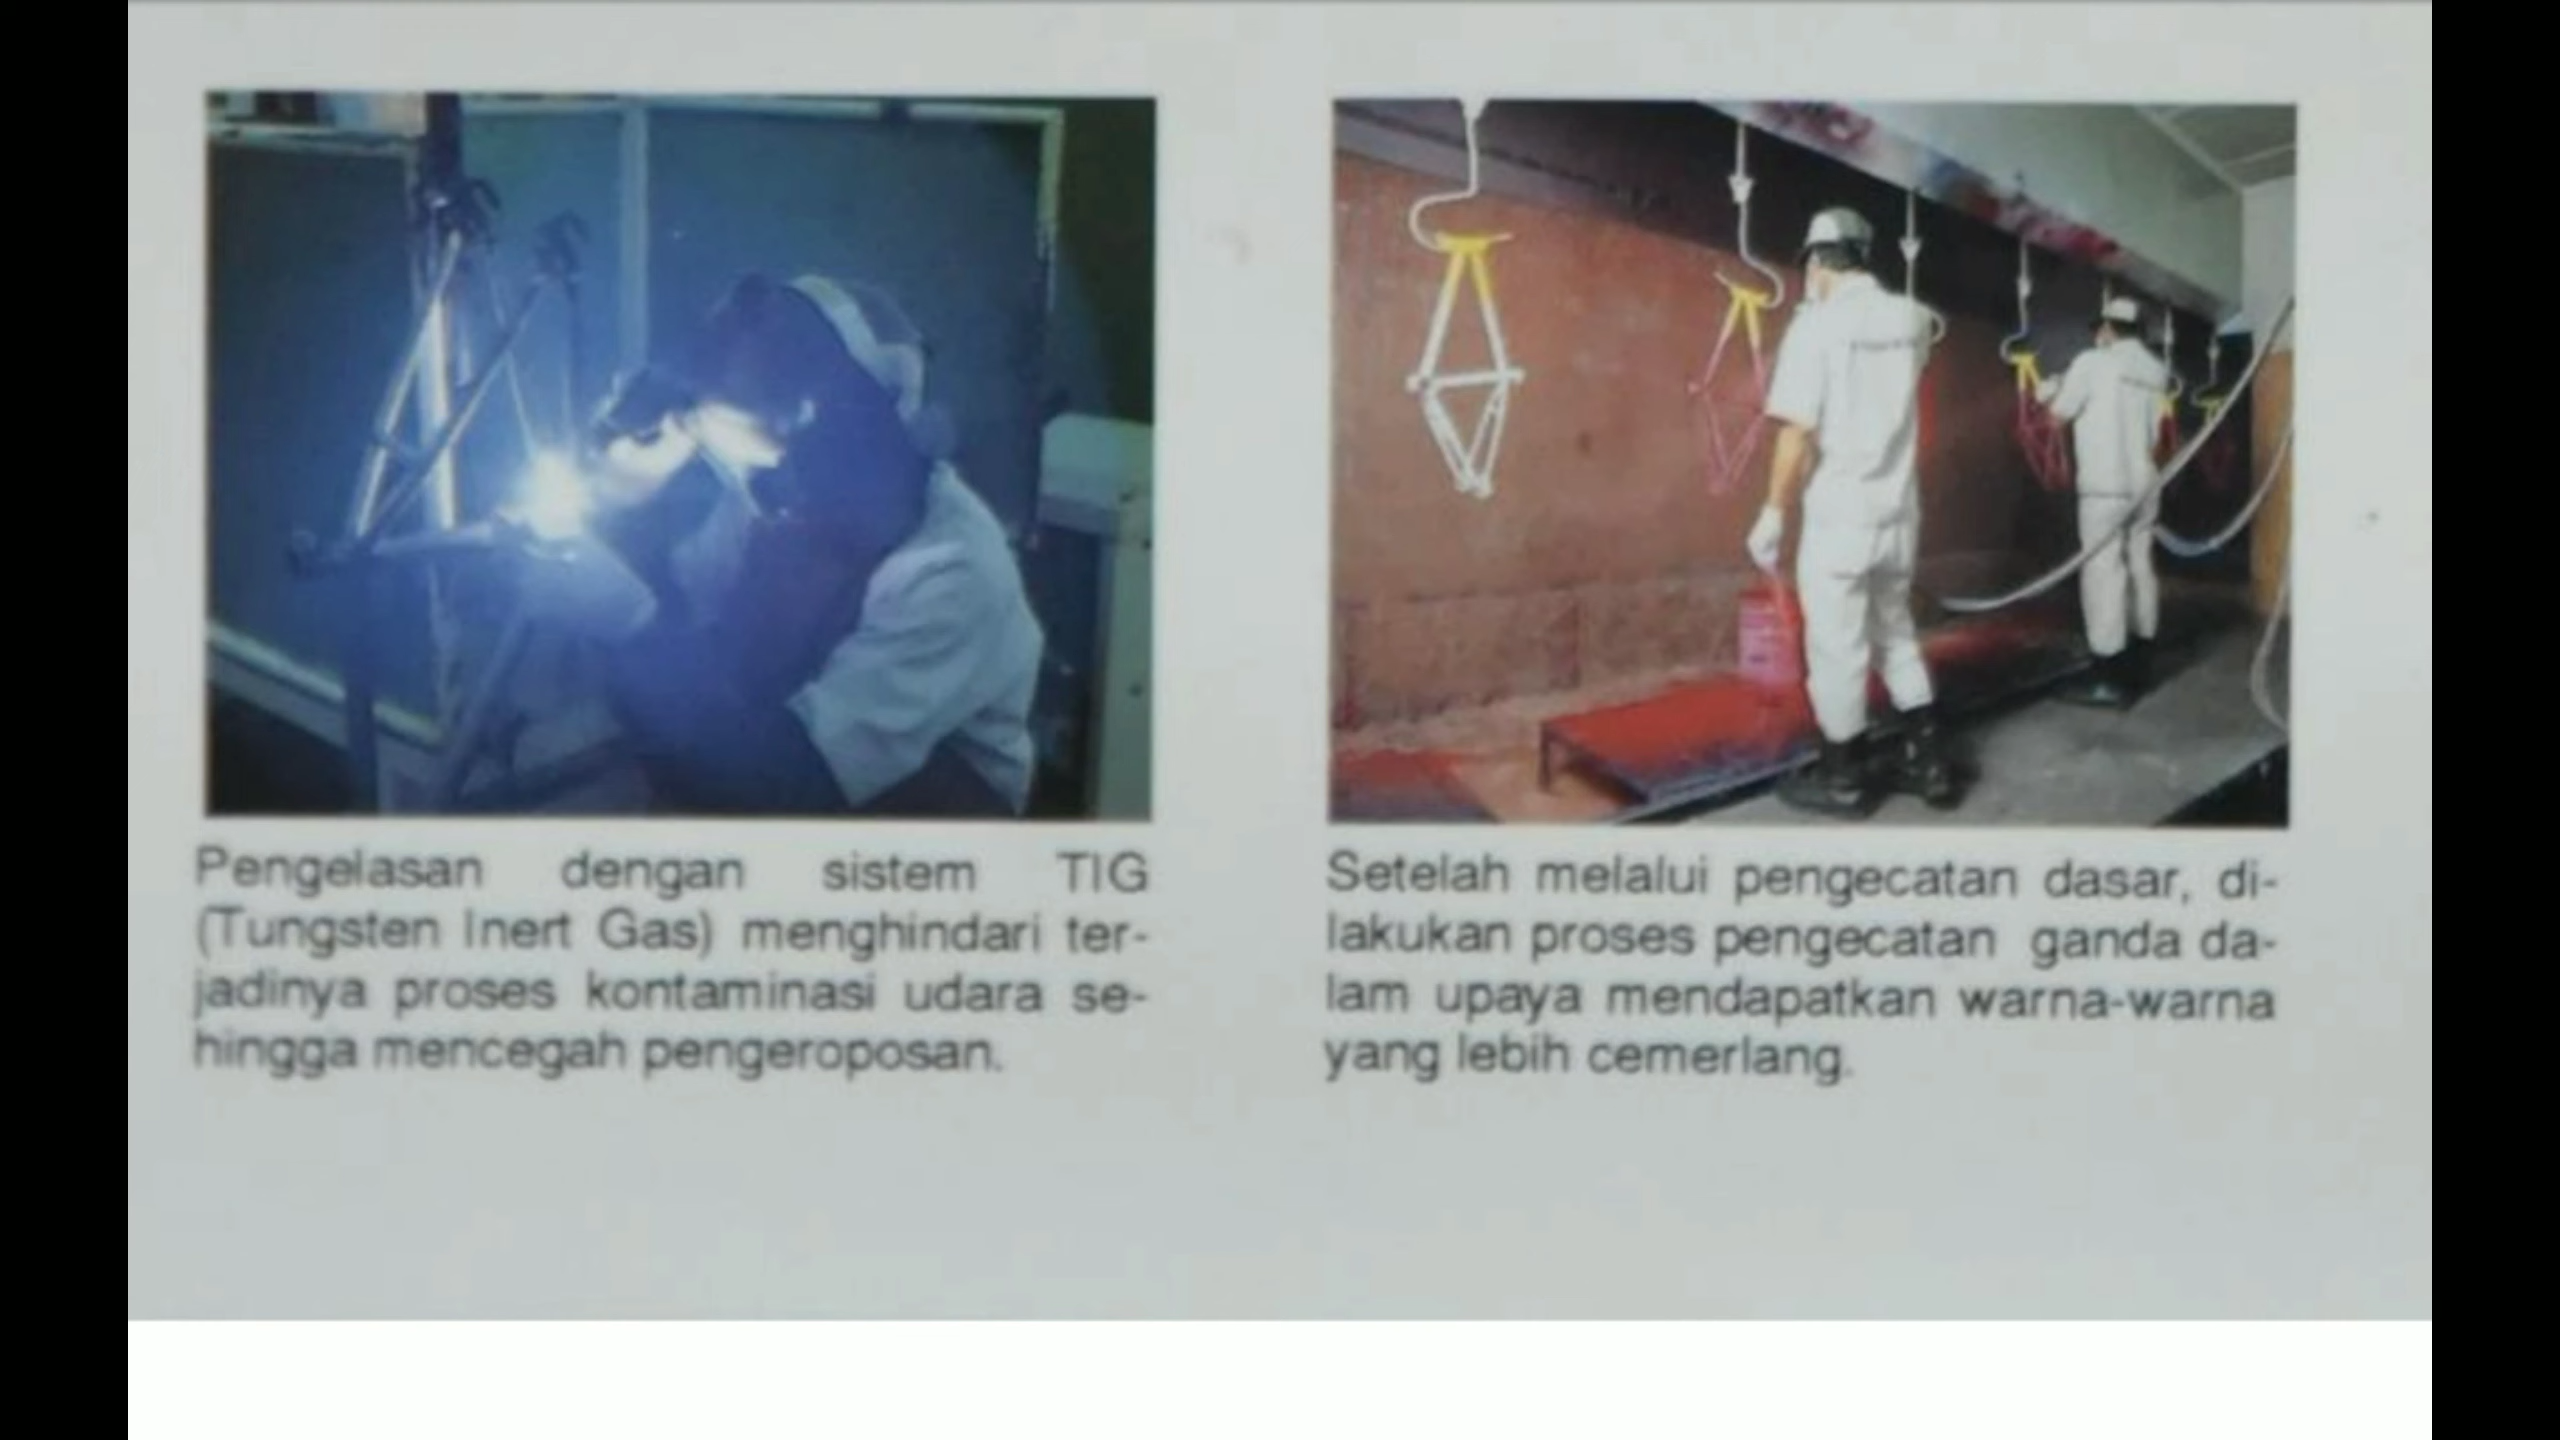 Pengelasan dengan sistem TIG
(Tungsten Inert Gas) menghindari ter-
jadinya proses kontaminasi udara se-
hingga mencegah pengeroposan.
Setelah melalui pengecatan dasar, di-
lakukan proses pengecatan ganda da-
lam upaya mendapatkan warna-warna
yang lebih cemerlang.